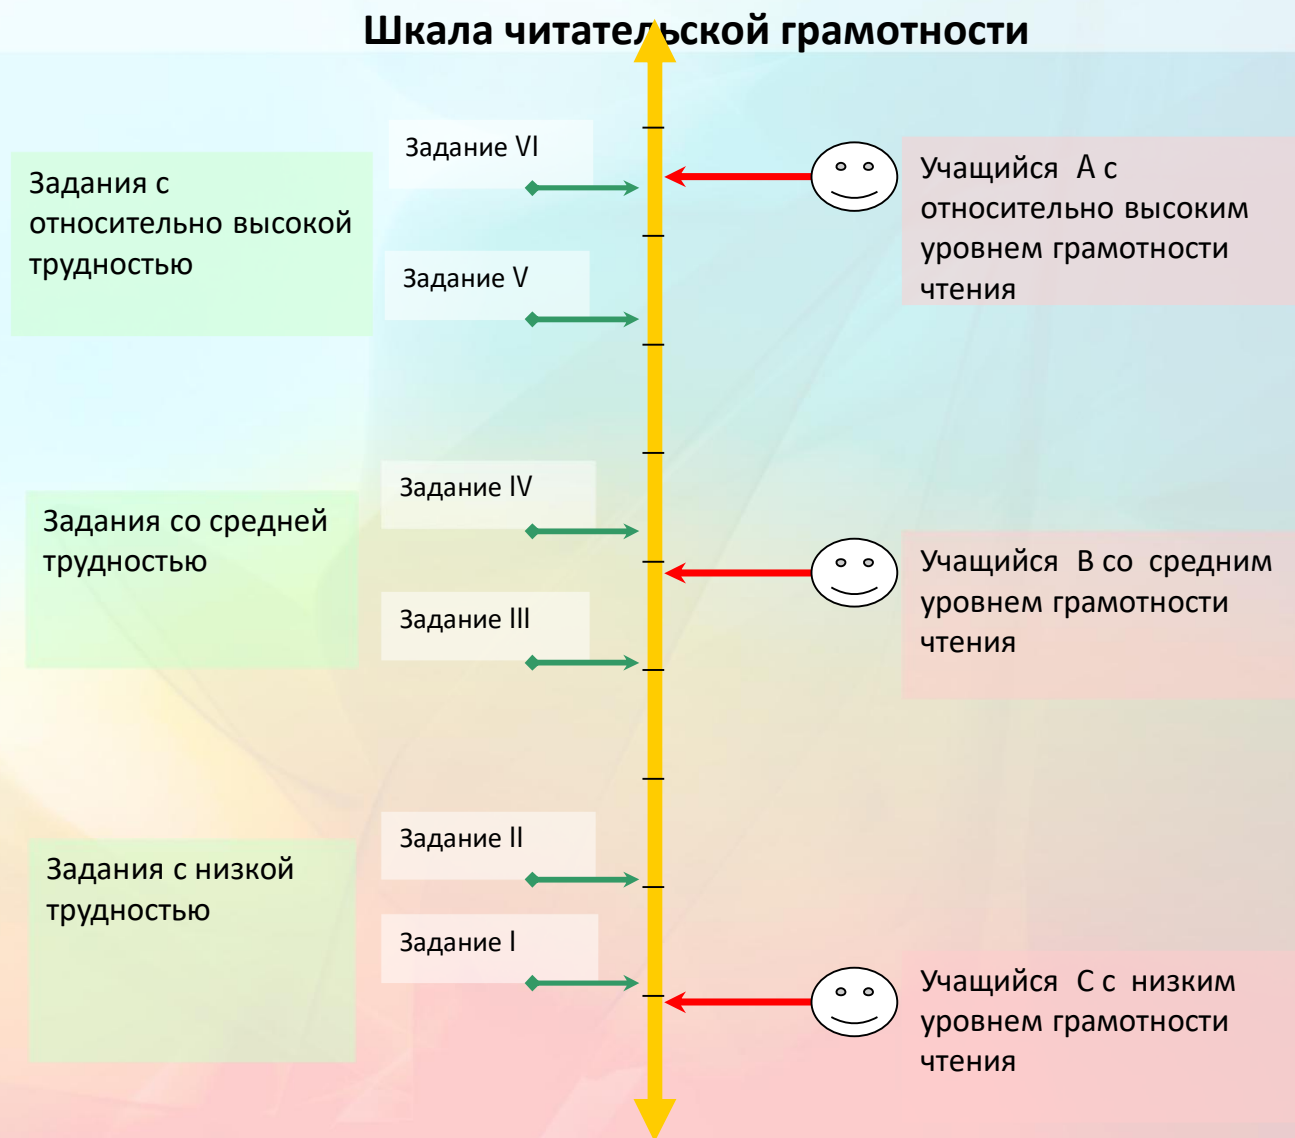 Шкала читательской грамотности
Задание VI
Задания с
относительно высокой
трудностью
Учащийся А с
относительно высоким
уровнем грамотности
чтения
Задание V
Задание IV
Задания со средней
трудностью
Учащийся В со средним
уровнем грамотности
чтения
Задание III
Задание II
Задания с низкой
трудностью
Задание I
Учащийся С с низким
уровнем грамотности
чтения